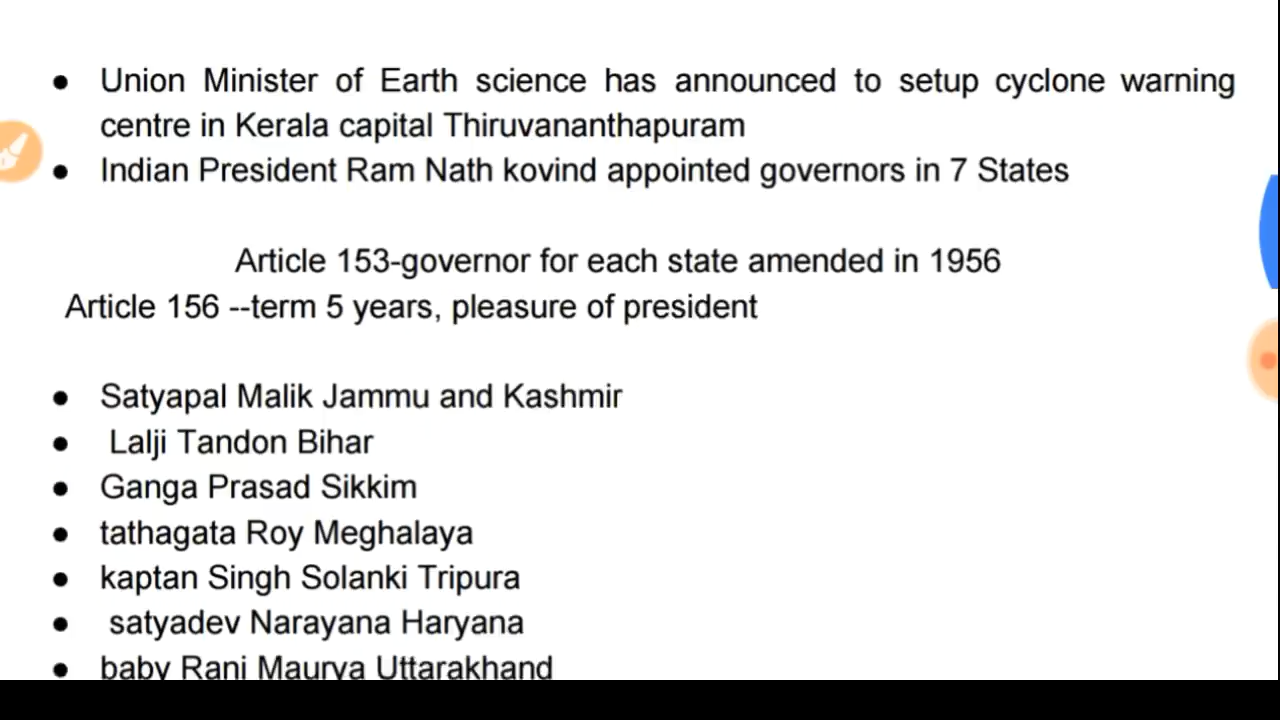 ● Union Minister of Earth science has announced to setup cyclone warning
centre in Kerala capital Thiruvananthapuram
● Indian President Ram Nath kovind appointed governors in 7 States
Article 153-governor for each state amended in 1956
Article 156 --term 5 years, pleasure of president
● Satyapal Malik Jammu and Kashmir
● Lalji Tandon Bihar
● Ganga Prasad Sikkim
● tathagata Roy Meghalaya
● kaptan Singh Solanki Tripura
● satyadev Narayana Haryana
● baby Rani Maurya Uttarakhand